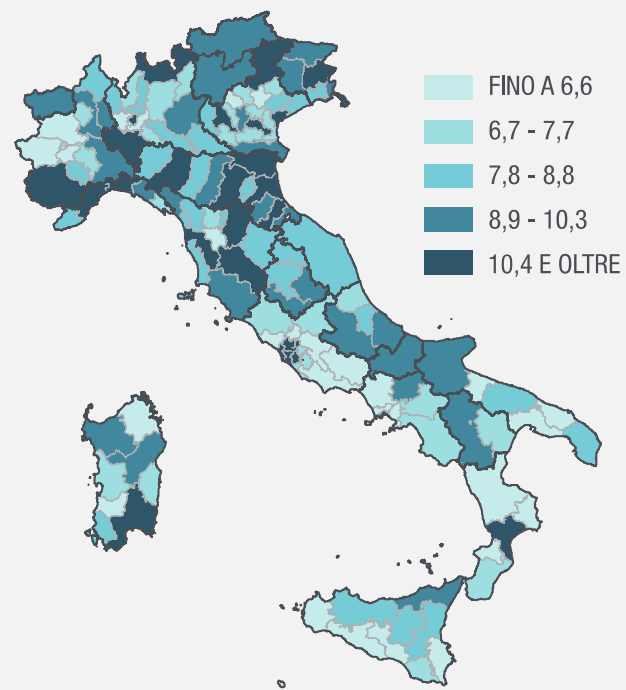 FINO A 6,6
6,7 - 7,7
7,8 - 8,8
8,9 - 10,3
10,4 E OLTRE